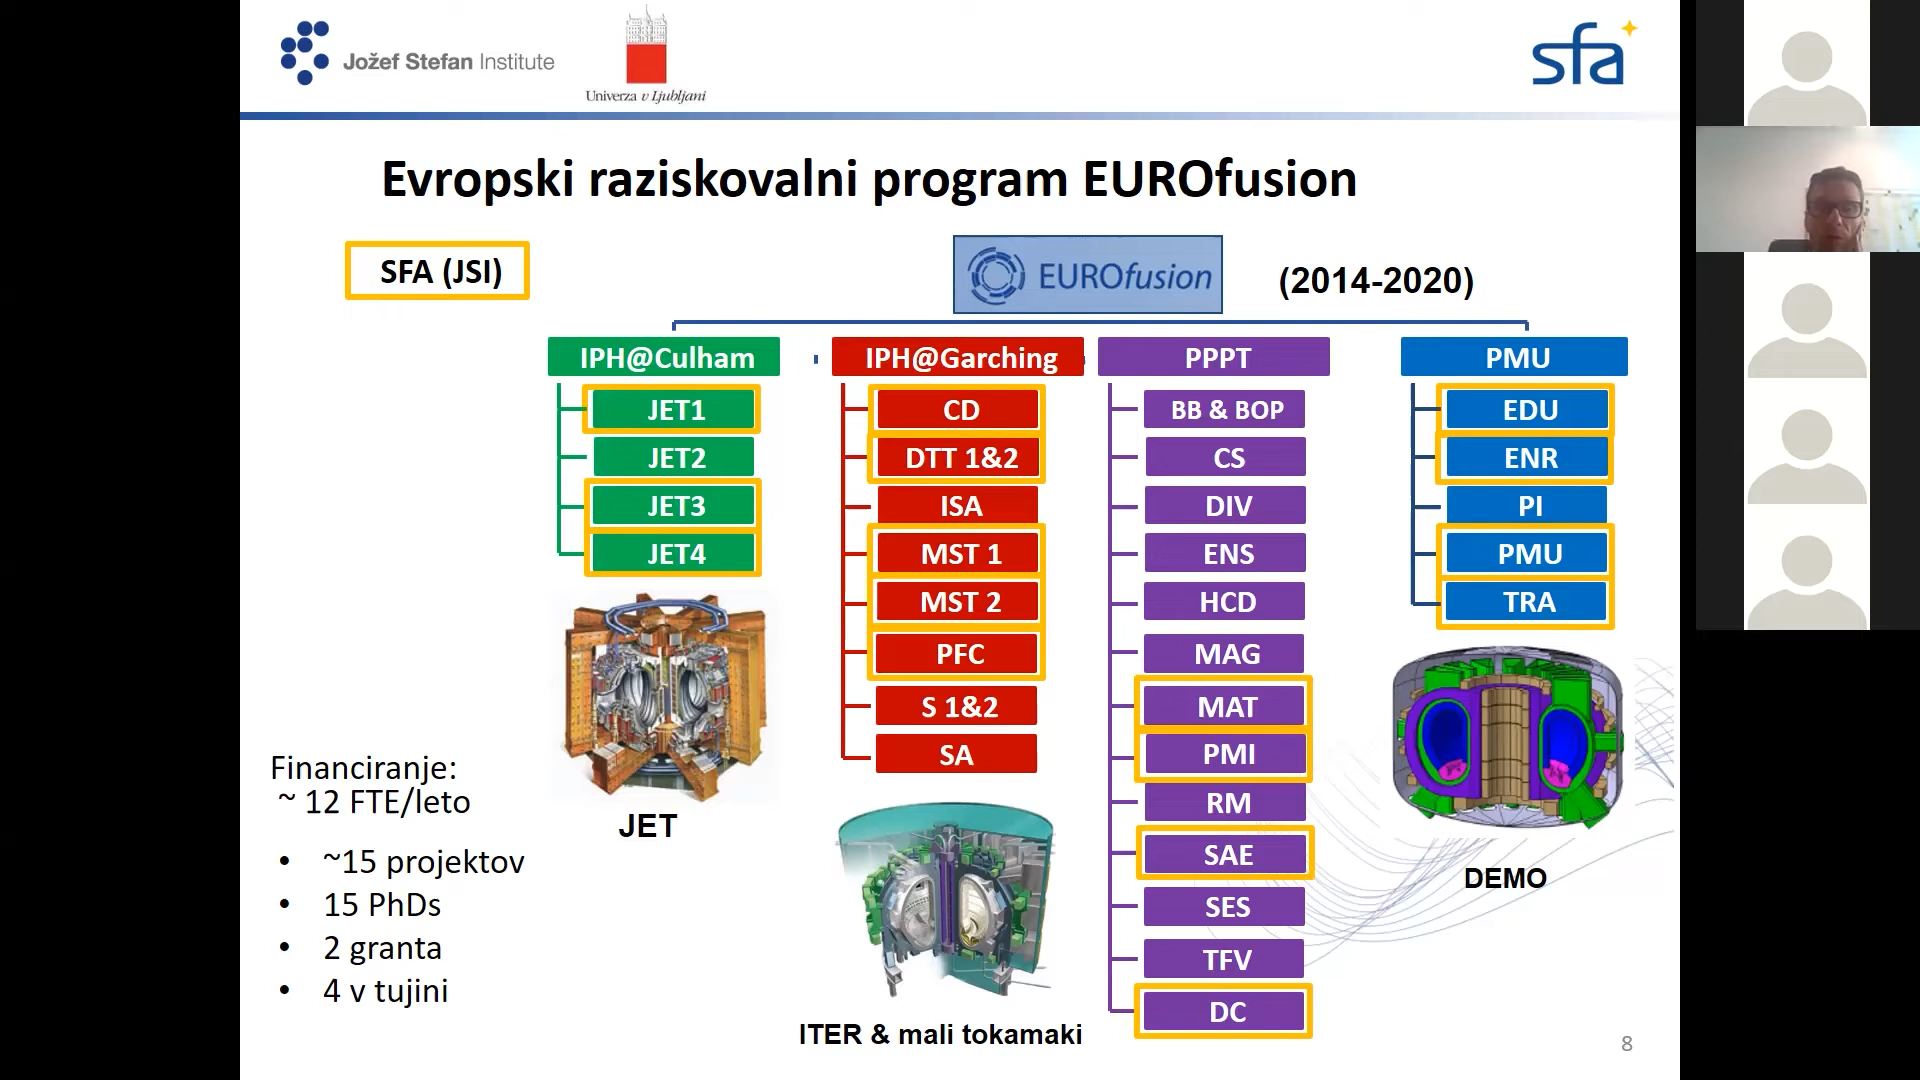 Jožef Stefan Institute
Univerza v Ljubljani
sfa
Evropski raziskovalni program EUROfusion
SFA (JSI)
EUROfusion
(2014-2020)
IPH@Culham
JET1
JET2
JET3
JET4
JET
IPH@Garching
CD
DTT 1&2
ISA
MST 1
MST 2
PFC
S 1&2
SA
ITER & mali tokamaki
PPPT
BB & BOP
CS
DIV
ENS
HCD
MAG
MAT
PMI
RM
SAE
SES
TFV
DC
PMU
EDU
ENR
PI
PMU
TRA
DEMO
Financiranje:
~ 12 FTE/leto
• ~15 projektov
• 15 PhDs
• 2 granta
• 4 v tujini
8